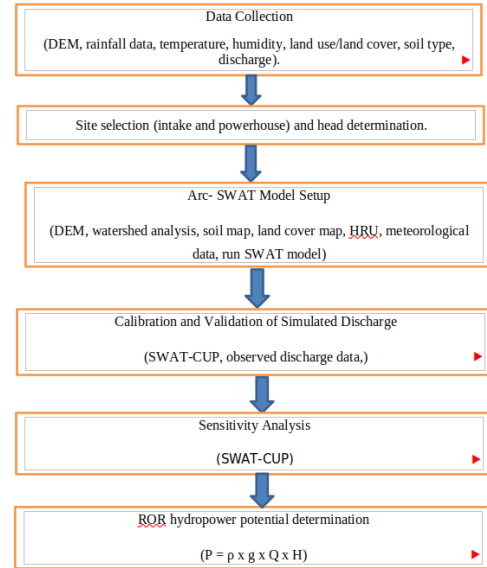 Data Collection
(DEM, rainfall data, temperature, humidity, land use/land cover, soil type,
discharge).
Site selection (intake and powerhouse) and head determination.
Arc- SWAT Model Setup
(DEM, watershed analysis, soil map, land cover map, HRU, meteorological
data, run SWAT model)
Calibration and Validation of Simulated Discharge
(SWAT-CUP, observed discharge data,)
Sensitivity Analysis
(SWAT-CUP)
ROR hydropower potential determination
(P = ρ x g x Q x H)